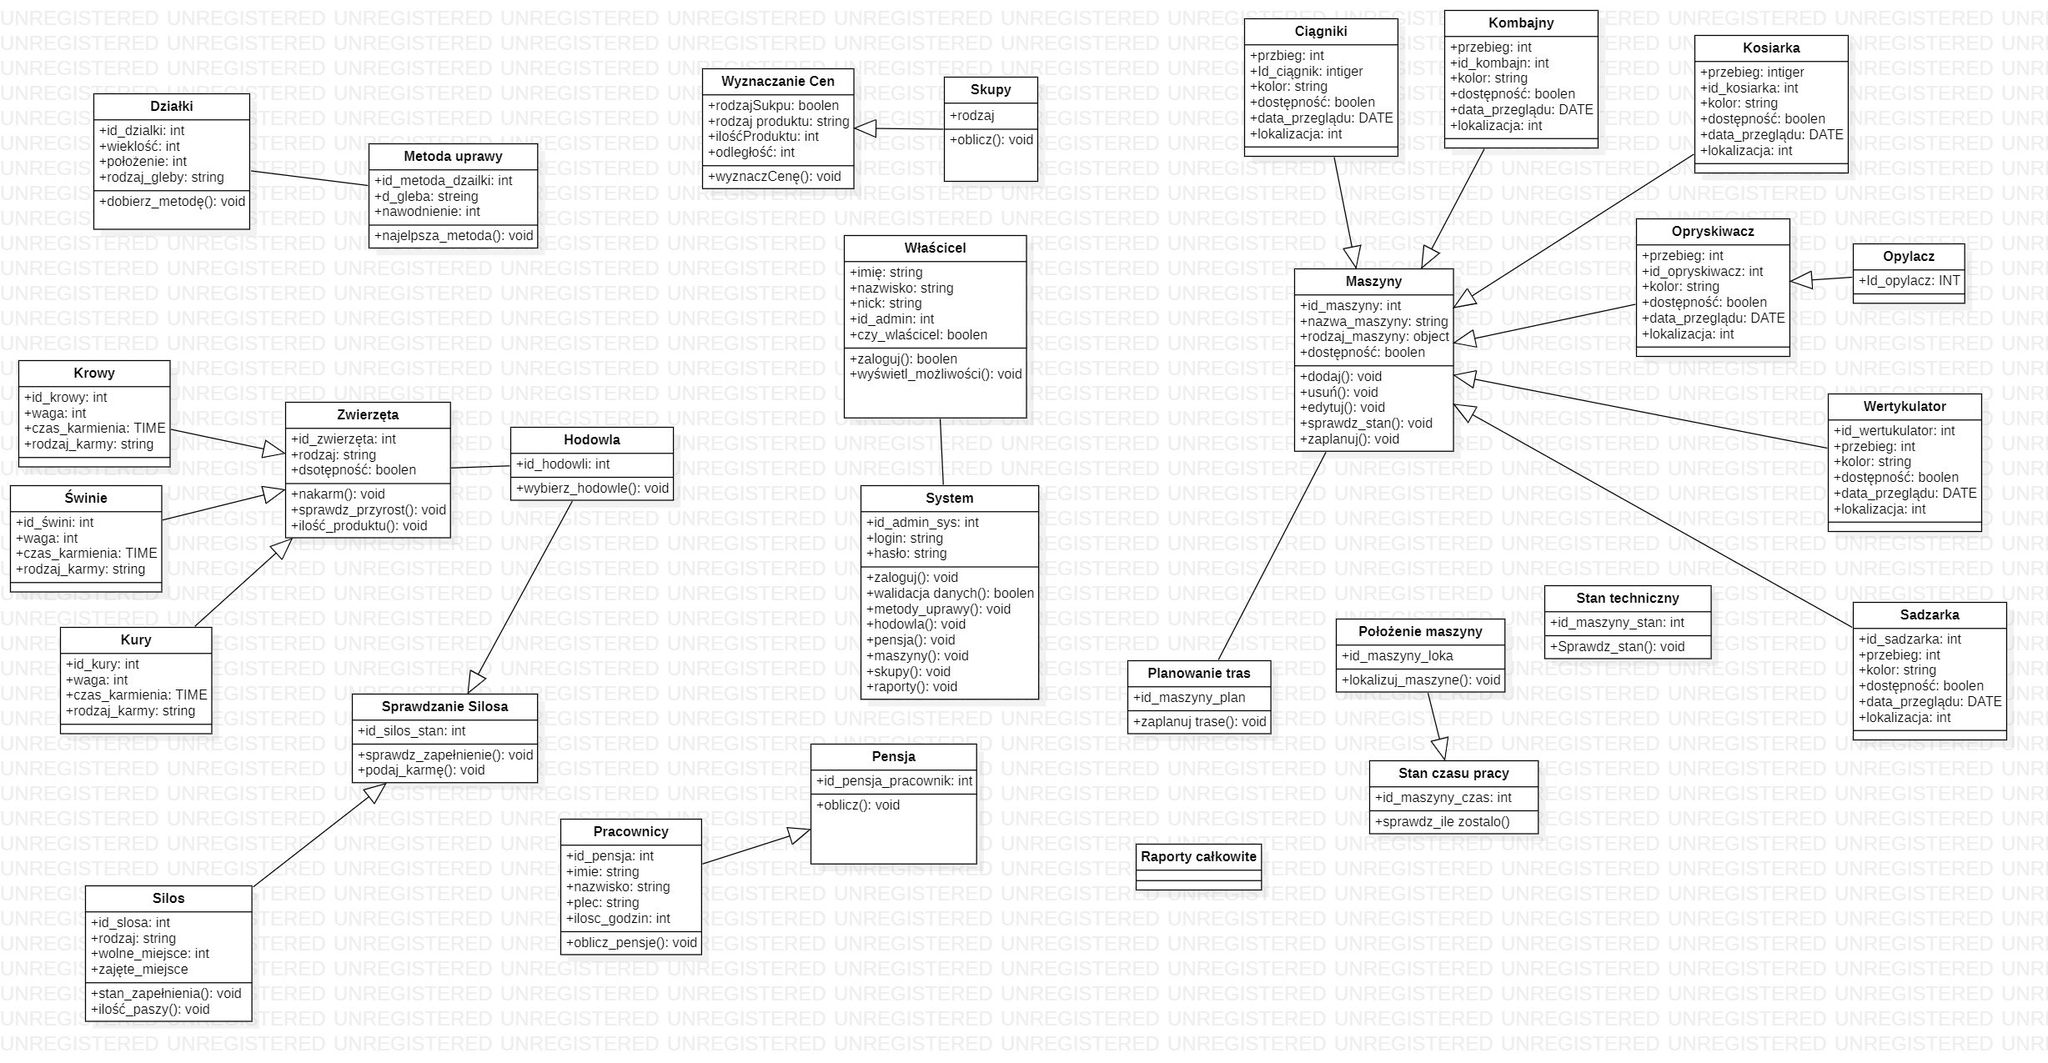 Działki
+id_dzialki: int
+wieklość: int
+położenie: int
+rodzaj_gleby: string
+dobierz_metodę(): void
Metoda uprawy
+id_metoda_dzailki: int
+d_gleba: streing
+nawodnienie: int
+najelpsza_metoda(): void
Wyznaczanie Cen
+rodzajSukpu: boolen
+rodzaj produktu: string
+ilośćProduktu: int
+odległość: int
+wyznaczCenę(): void
Skupy
+rodzaj
+oblicz(): void
Ciągniki
+przbieg: int
+Id_ciągnik: intiger
+kolor: string
+dostępność: boolen
+data_przeglądu: DATE
+lokalizacja: int
Kombajny
+przebieg: int
+id_kombajn: int
+kolor: string
+dostępność: boolen
+data_przeglądu: DATE
+lokalizacja: int
Kosiarka
+przebieg: intiger
+id_kosiarka: int
+kolor: string
+dostępność: boolen
+data_przeglądu: DATE
+lokalizacja: int
Opryskiwacz
+przebieg: int
+id_opryskiwacz: int
+kolor: string
+dostępność: boolen
+data_przeglądu: DATE
+lokalizacja: int
Opylacz
+Id_opylacz: INT
Właścicel
+imię: string
+nazwisko: string
+nick: string
+id_admin: int
+czy_właścicel: boolen
+zaloguj(): boolen
+wyświetl_możliwości(): void
Maszyny
+id_maszyny: int
+nazwa_maszyny: string
+rodzaj_maszyny: object
+dostępność: boolen
+dodaj(): void
+usuń(): void
+edytuj(): void
+sprawdz_stan(): void
+zaplanuj(): void
Krowy
+id_krowy: int
+waga: int
+czas_karmienia: TIME
+rodzaj_karmy: string
Zwierzęta
+id_zwierzęta: int
+rodzaj: string
+dsotępność: boolen
+nakarm(): void
+sprawdz_przyrost(): void
+ilość_produktu(): void
Hodowla
+id_hodowli: int
+wybierz_hodowle(): void
Wertykulator
+id_wertukulator: int
+przebieg: int
+kolor: string
+dostępność: boolen
+data_przeglądu: DATE
+lokalizacja: int
Świnie
+id_świni: int
+waga: int
+czas_karmienia: TIME
+rodzaj_karmy: string
System
+id_admin_sys: int
+login: string
+hasło: string
+zaloguj(): void
+walidacja danych(): boolen
+metody_uprawy(): void
+hodowla(): void
+pensja(): void
+maszyny(): void
+skupy(): void
+raporty(): void
Kury
+id_kury: int
+waga: int
+czas_karmienia: TIME
+rodzaj_karmy: string
Stan techniczny
+id_maszyny_stan: int
+Sprawdz_stan(): void
Położenie maszyny
+id_maszyny_loka
+lokalizuj_maszyne(): void
Sadzarka
+id_sadzarka: int
+przebieg: int
+kolor: string
+dostępność: boolen
+data_przeglądu: DATE
+lokalizacja: int
Planowanie tras
+id_maszyny_plan
+zaplanuj trase(): void
Sprawdzanie Silosa
+id_silos_stan: int
+sprawdz_zapełnienie(): void
+podaj_karmę(): void
Pensja
+id_pensja_pracownik: int
+oblicz(): void
Stan czasu pracy
+id_maszyny_czas: int
+sprawdz_ile zostalo()
Pracownicy
+id_pensja: int
+imie: string
+nazwisko: string
+plec: string
+ilosc_godzin: int
+oblicz_pensje(): void
Raporty całkowite
Silos
+id_slosa: int
+rodzaj: string
+wolne_miejsce: int
+zajęte_miejsce
+stan_zapełnienia(): void
+ilość_paszy(): void
UNREGISTERED